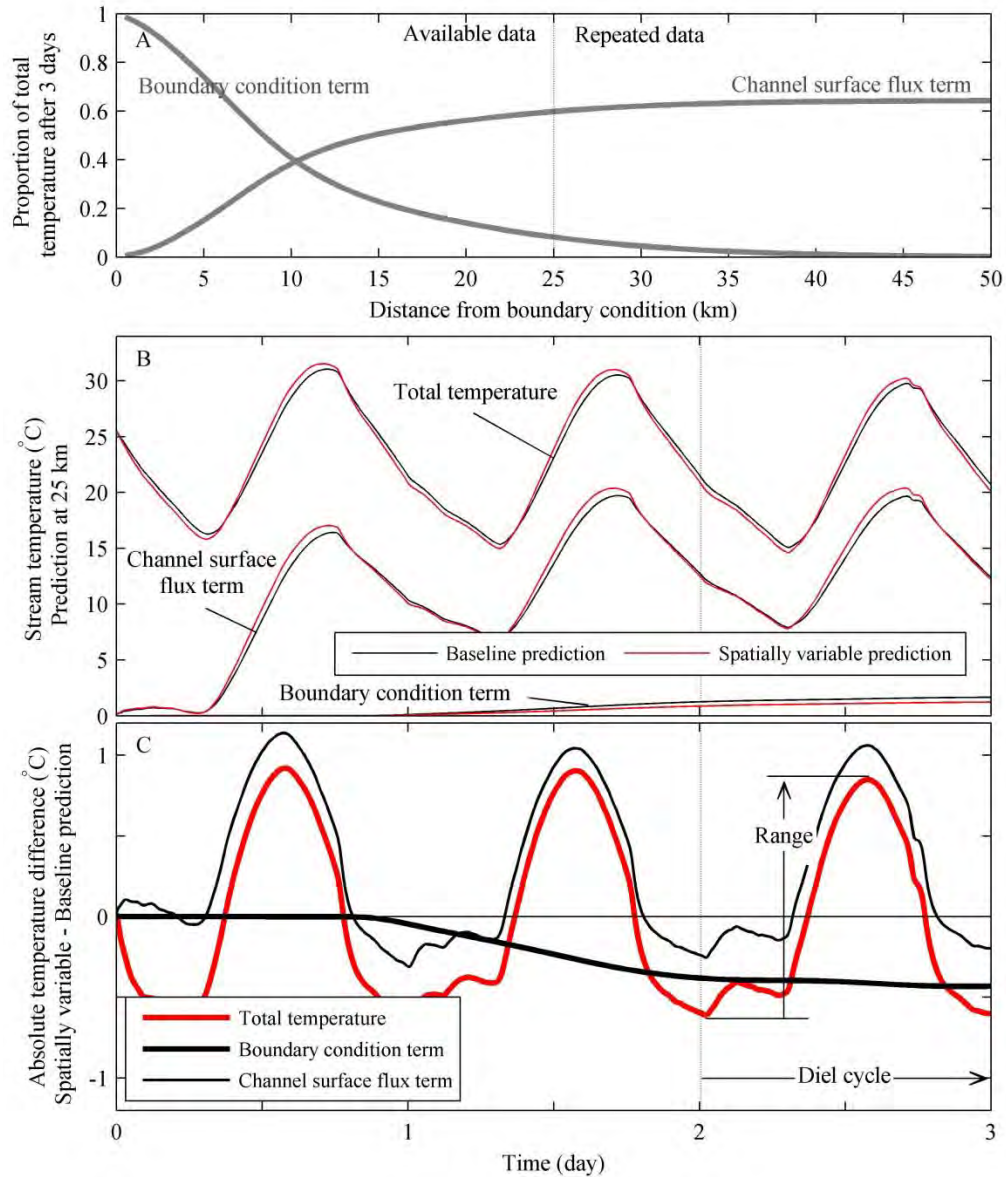 Proportion of total
temperature after 3 days
1
0.8
0.6
0.4
0.2
0
A
Available data
Repeated data
Boundary condition term
Channel surface flux term
0 5 10 15 20 25 30 35 40 45 50
Distance from boundary condition (km)
Stream temperature (°C)
Prediction at 25 km
30
25
20
15
10
5
0
B
Total temperature
Channel surface
flux term
Baseline prediction
Spatially variable prediction
Boundary condition term
Absolute temperature difference (°C)
Spatially variable - Baseline prediction
1
0
-1
C
Range
Total temperature
Boundary condition term
Channel surface flux term
Diel cycle
0 1 2 3
Time (day)